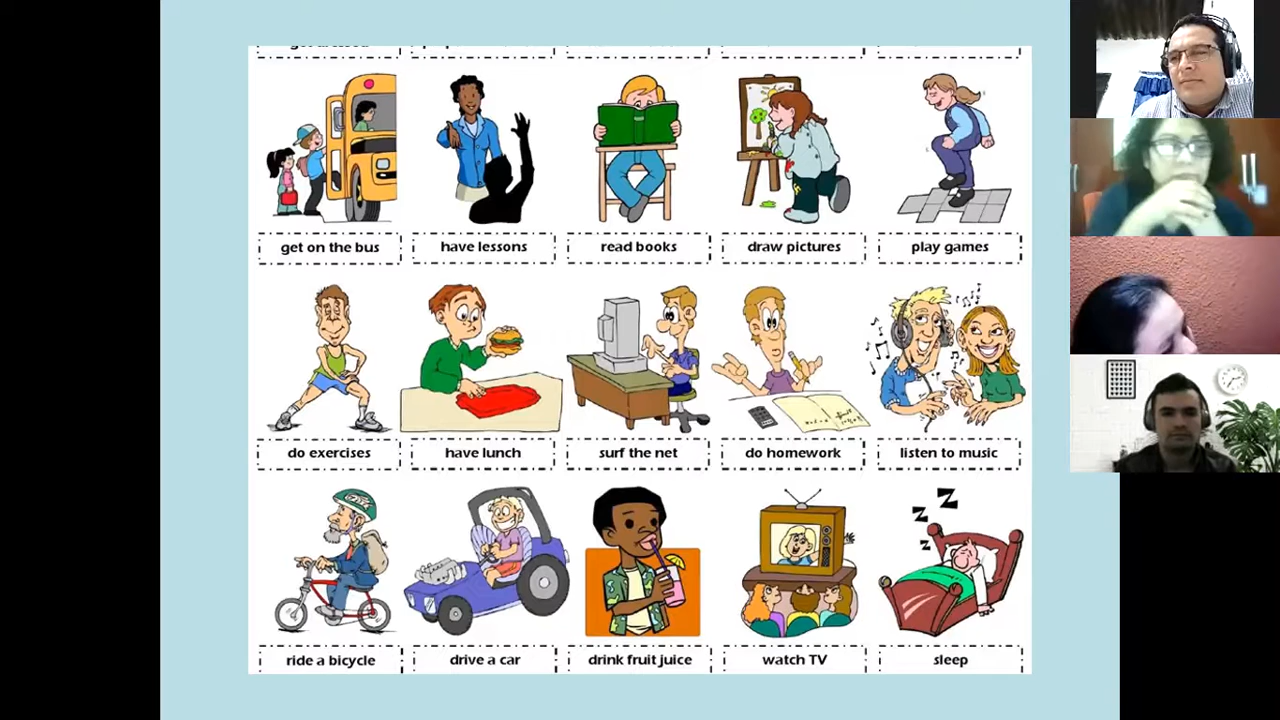 get on the bus
have lessons
read books
draw pictures
play games
do exercises
have lunch
surf the net
do homework
listen to music
ride a bicycle
drive a car
drink fruit juice
watch TV
sleep